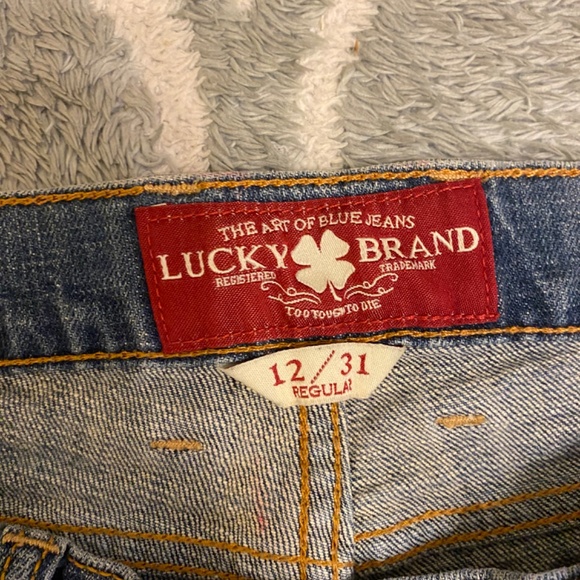 THE ART OF BLUE JEANS
LUCKY BRAND
REGISTERED TRADEMARK
TOO TOUGH TO DIE
12/31
REGULAR